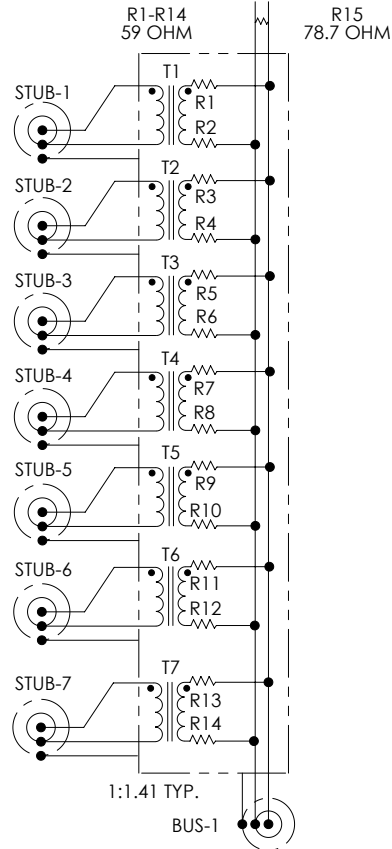 R1-R14
59 OHM
R15
78.7 OHM
STUB-1
T1
R1
R2
STUB-2
T2
R3
R4
STUB-3
T3
R5
R6
STUB-4
T4
R7
R8
STUB-5
T5
R9
R10
STUB-6
T6
R11
R12
STUB-7
T7
R13
R14
1:1.41 TYP.
BUS-1